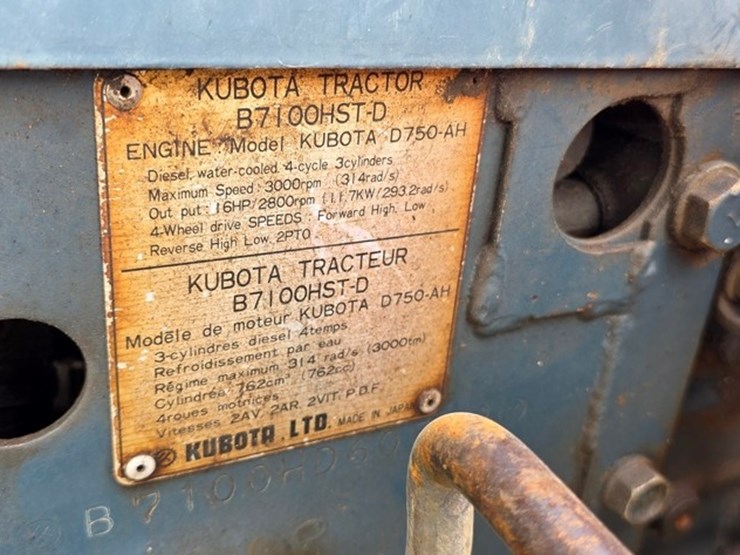 KUBOTA TRACTOR
B7100HST-D
ENGINE: Model KUBOTA D750-AH
Diesel, water-cooled 4-cycle 3cylinders
Maximum Speed: 3000rpm (314rad/s)
Out put: 16HP/2800rpm (11,7KW/293.2rad/s)
4-Wheel drive SPEEDS: Forward High. Low
Reverse High Low, 2PTO
KUBOTA TRACTEUR
B7100HST-D
Modèle de moteur KUBOTA D750-AH
3-cylindres diesel 4temps
Refroidissement par eau
Régime maximum 314 rad/s (3000tm)
Cylindrée 762cm³ (762cc)
4roues motrices
Vitesses 2AV. 2AR. 2VIT. P.D.F.
KUBOTA, LTD. MADE IN JAPAN
B7100HD